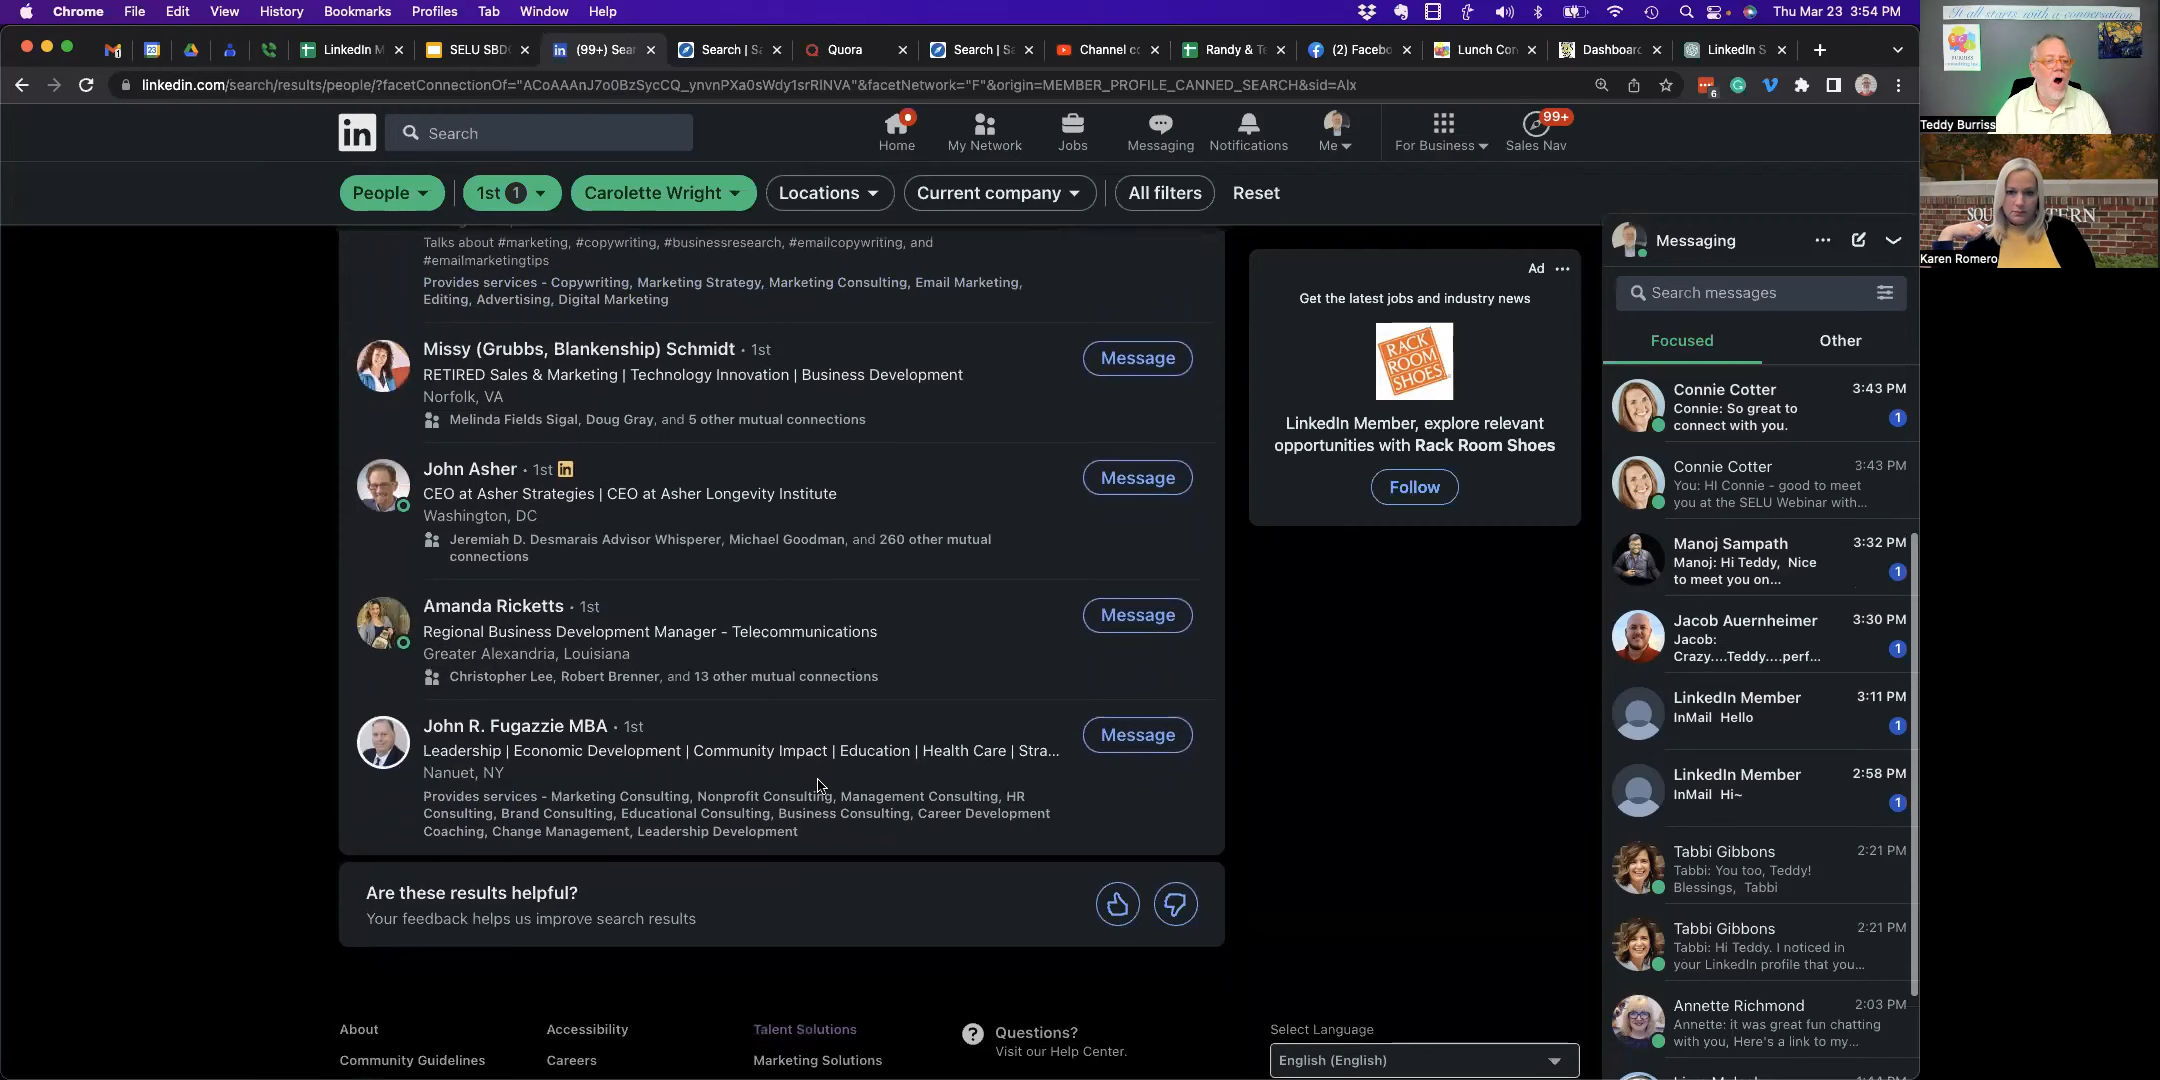 Chrome File Edit View History Bookmarks Profiles Tab Window Help Thu Mar 23 3:54 PM
LinkedIn M SELU SBD (99+) Sear Search | Sa Quora Search | Sa Channel co Randy & Te (2) Facebo Lunch Con Dashboard LinkedIn S
linkedin.com/search/results/people/?facetConnectionOf="ACoAAAnJ7o0BzSycCQ_ynvnPXa0sWdy1srRlNVA"&facetNetwork="F"&origin=MEMBER_PROFILE_CANNED_SEARCH&sid=Alx
6
in Search Home My Network Jobs Messaging Notifications Me For Business Sales Nav 99+
People 1st 1 Carolette Wright Locations Current company All filters Reset
Talks about #marketing, #copywriting, #businessresearch, #emailcopywriting, and
#emailmarketingtips
Provides services - Copywriting, Marketing Strategy, Marketing Consulting, Email Marketing,
Editing, Advertising, Digital Marketing
Missy (Grubbs, Blankenship) Schmidt • 1st
RETIRED Sales & Marketing | Technology Innovation | Business Development
Norfolk, VA
Melinda Fields Sigal, Doug Gray, and 5 other mutual connections
Message
John Asher • 1st in
CEO at Asher Strategies | CEO at Asher Longevity Institute
Washington, DC
Jeremiah D. Desmarais Advisor Whisperer, Michael Goodman, and 260 other mutual
connections
Message
Amanda Ricketts • 1st
Regional Business Development Manager - Telecommunications
Greater Alexandria, Louisiana
Christopher Lee, Robert Brenner, and 13 other mutual connections
Message
John R. Fugazzie MBA • 1st
Leadership | Economic Development | Community Impact | Education | Health Care | Stra...
Nanuet, NY
Provides services - Marketing Consulting, Nonprofit Consulting, Management Consulting, HR
Consulting, Brand Consulting, Educational Consulting, Business Consulting, Career Development
Coaching, Change Management, Leadership Development
Message
Are these results helpful?
Your feedback helps us improve search results
About Accessibility Talent Solutions
Community Guidelines Careers Marketing Solutions
Questions?
Visit our Help Center.
Select Language
English (English)
Ad
Get the latest jobs and industry news
RACK
ROOM
SHOES
LinkedIn Member, explore relevant
opportunities with Rack Room Shoes
Follow
Messaging
Search messages
Focused Other
Connie Cotter 3:43 PM
Connie: So great to
connect with you.
1
Connie Cotter 3:43 PM
You: HI Connie - good to meet
you at the SELU Webinar with...
Manoj Sampath 3:32 PM
Manoj: Hi Teddy, Nice
to meet you on...
1
Jacob Auernheimer 3:30 PM
Jacob:
Crazy....Teddy....perf...
1
LinkedIn Member 3:11 PM
InMail Hello
1
LinkedIn Member 2:58 PM
InMail Hi~
1
Tabbi Gibbons 2:21 PM
Tabbi: You too, Teddy!
Blessings, Tabbi
Tabbi Gibbons 2:21 PM
Tabbi: Hi Teddy. I noticed in
your LinkedIn profile that you...
Annette Richmond 2:03 PM
Annette: it was great fun chatting
with you, Here's a link to my...
It all starts with a conversation
Teddy Burriss
Karen Romero